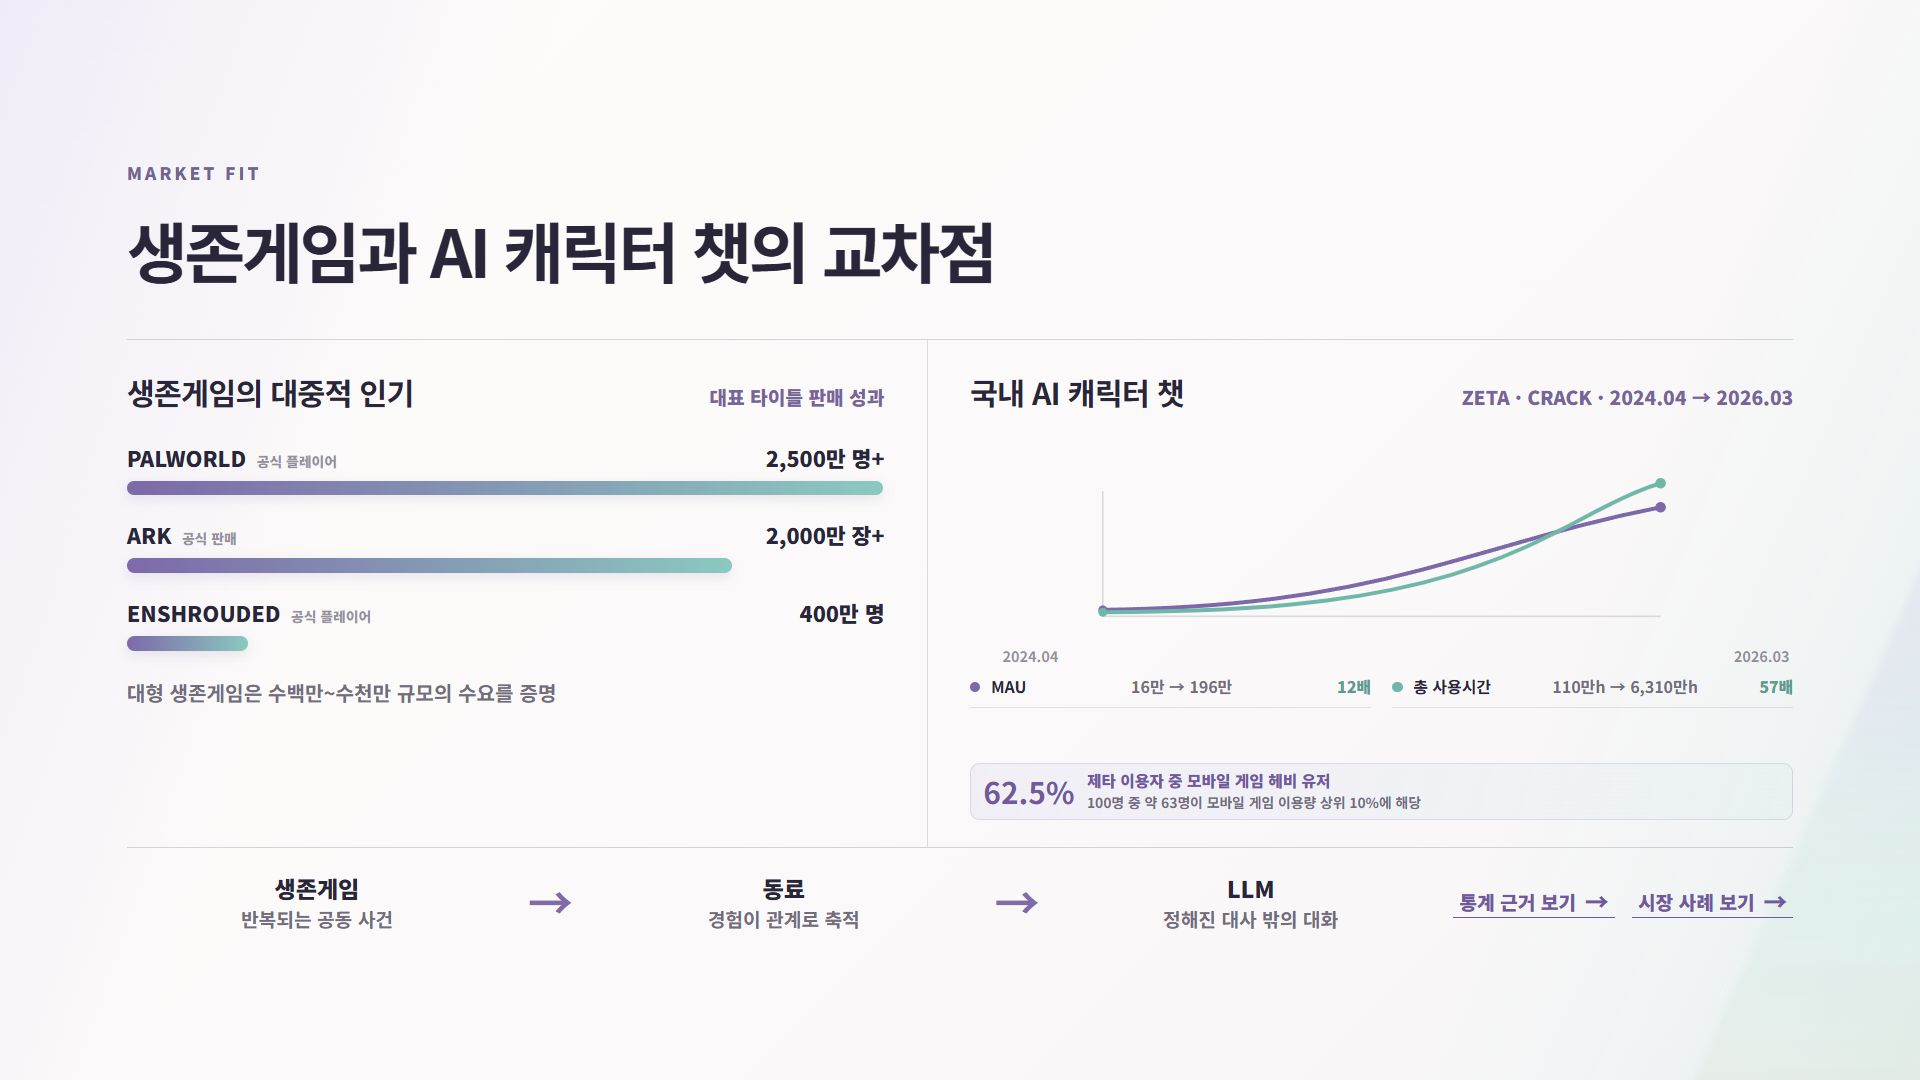 MARKET FIT
생존게임과 AI 캐릭터 챗의 교차점
생존게임의 대중적 인기
대표 타이틀 판매 성과
PALWORLD 공식 플레이어
2,500만 명+
ARK 공식 판매
2,000만 장+
ENSHROUDED 공식 플레이어
400만 명
대형 생존게임은 수백만~수천만 규모의 수요를 증명
국내 AI 캐릭터 챗
ZETA · CRACK · 2024.04 → 2026.03
2024.04
2026.03
MAU 16만 → 196만 12배
총 사용시간 110만h → 6,310만h 57배
62.5%
제타 이용자 중 모바일 게임 헤비 유저
100명 중 약 63명이 모바일 게임 이용량 상위 10%에 해당
생존게임
반복되는 공동 사건
→
동료
경험이 관계로 축적
→
LLM
정해진 대사 밖의 대화
통계 근거 보기 →
시장 사례 보기 →